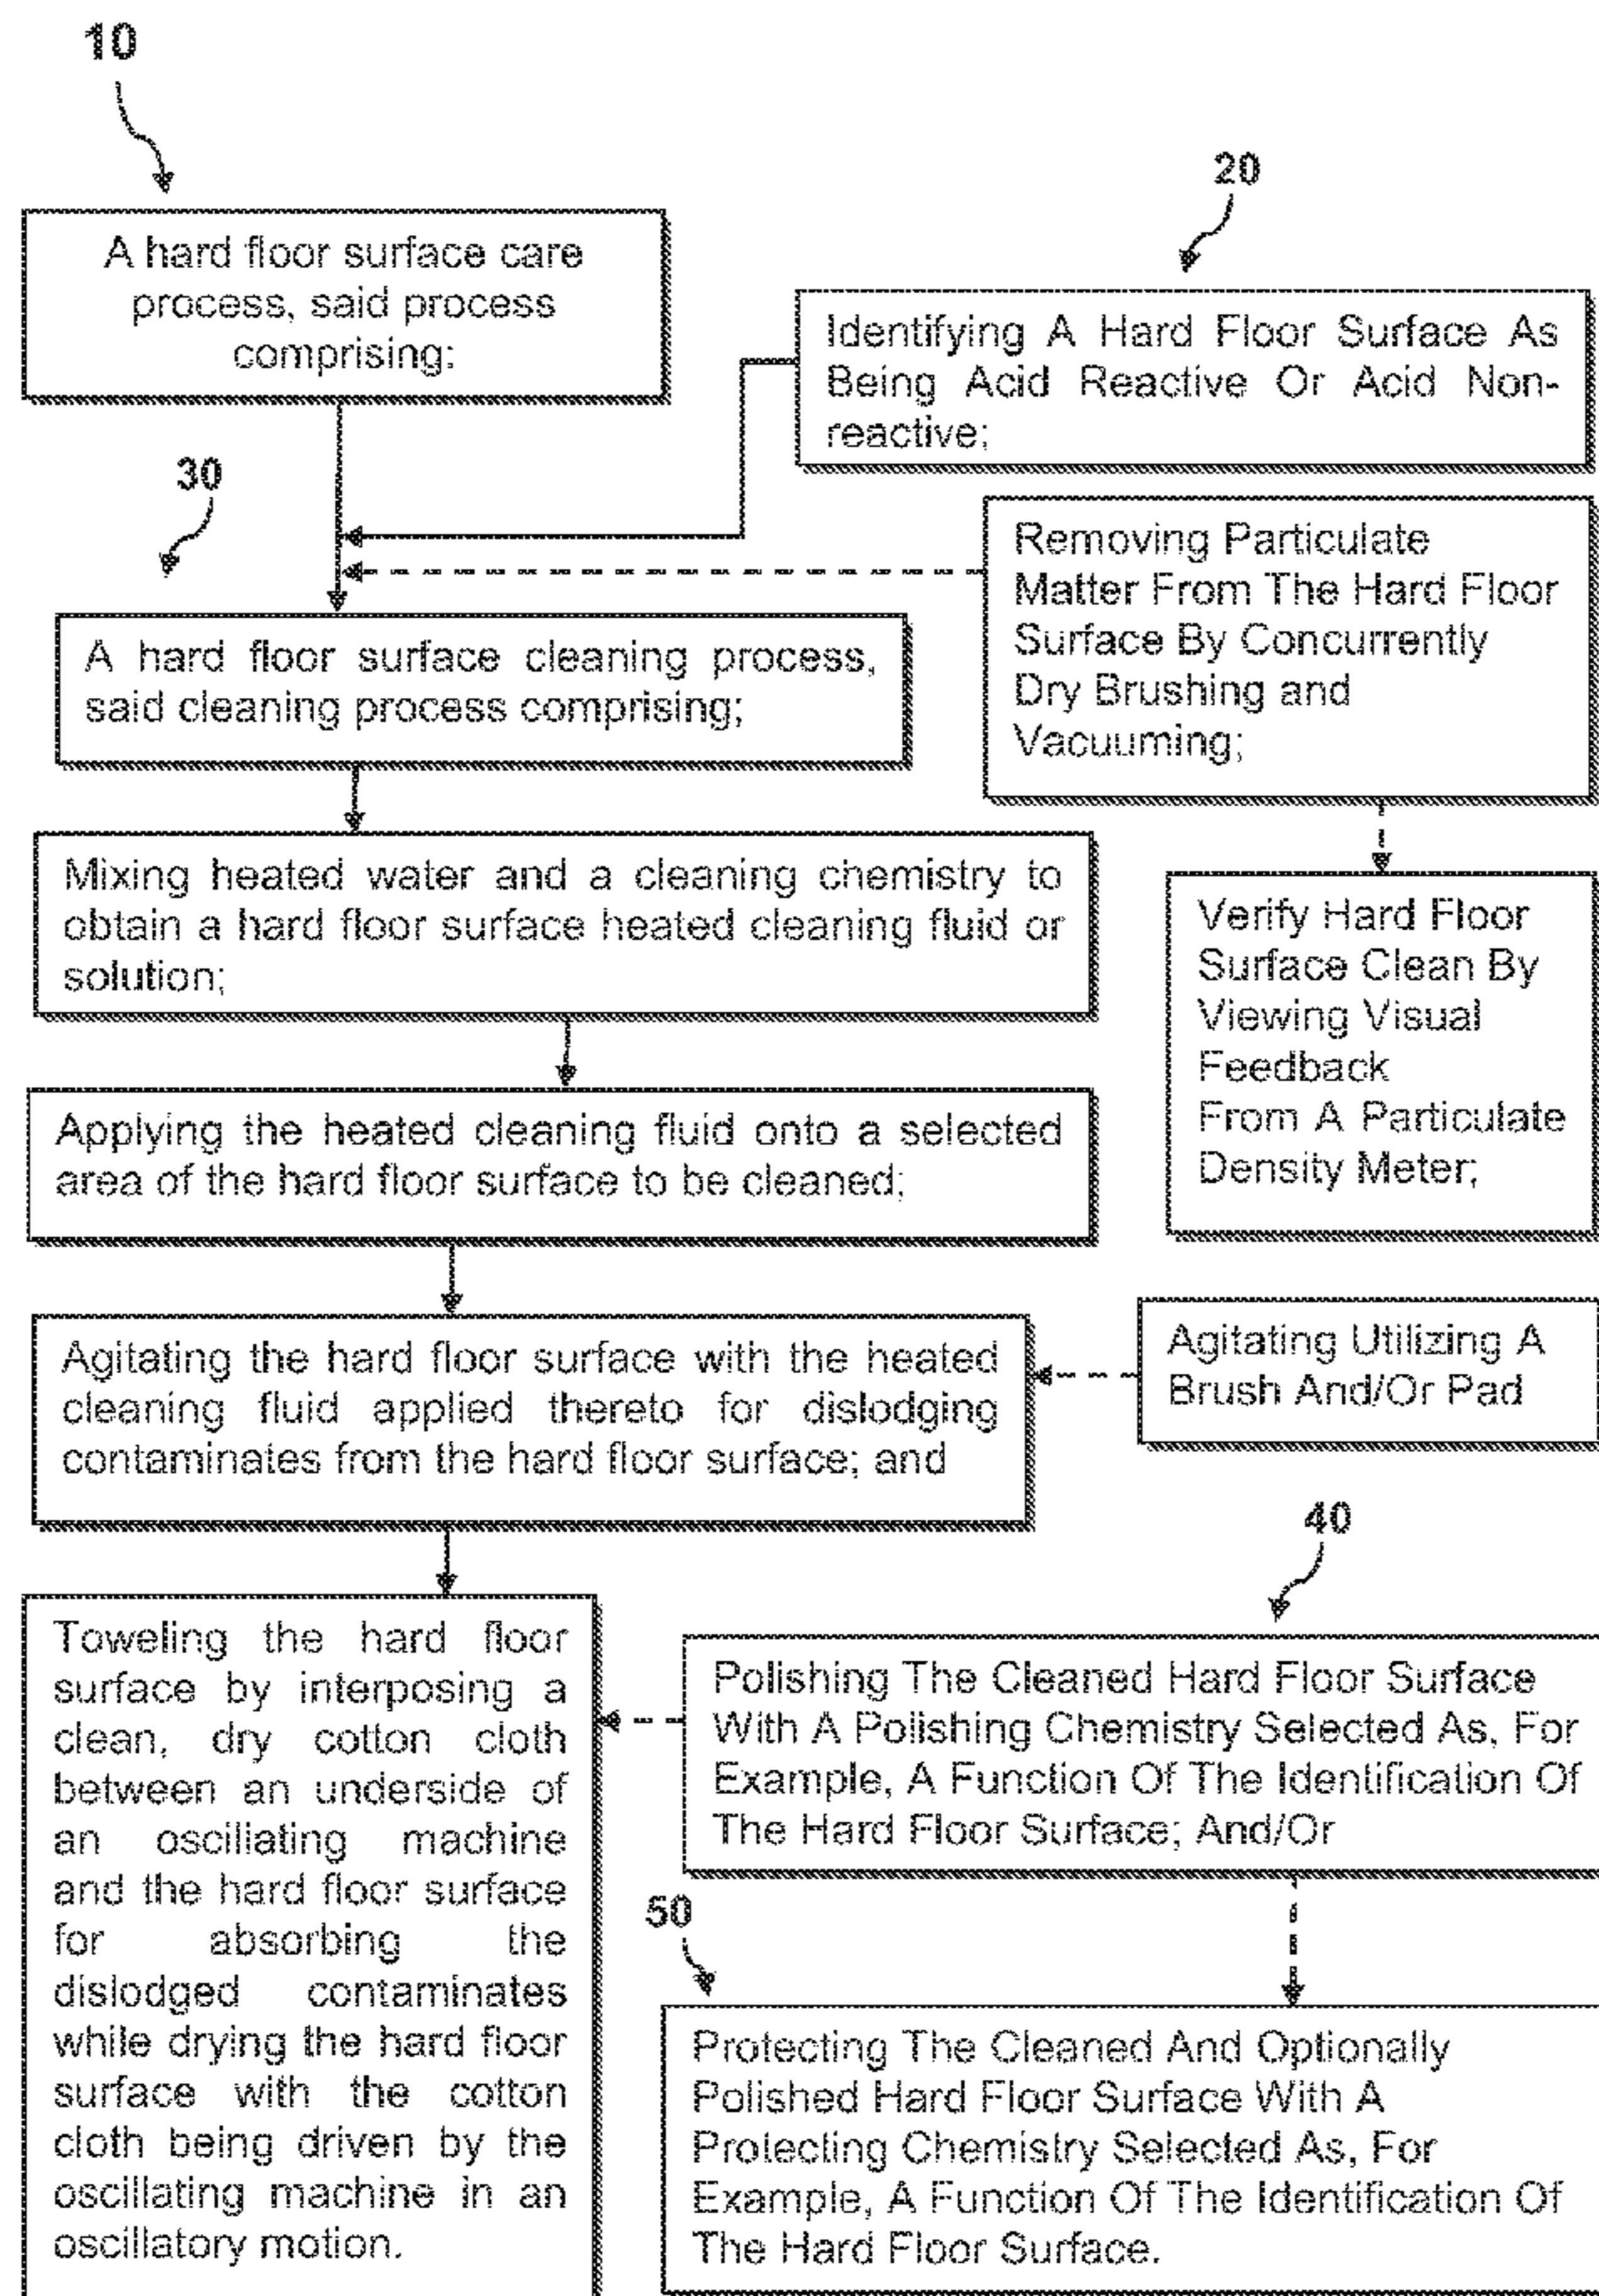 10
20
A hard floor surface care
process, said process
comprising:
Identifying A Hard Floor Surface As
Being Acid Reactive Or Acid Non-
reactive;
30
Removing Particulate
Matter From The Hard Floor
Surface By Concurrently
Dry Brushing and
Vacuuming;
A hard floor surface cleaning process,
said cleaning process comprising;
Mixing heated water and a cleaning chemistry to
obtain a hard floor surface heated cleaning fluid or
solution;
Verify Hard Floor
Surface Clean By
Viewing Visual
Feedback
From A Particulate
Density Meter;
Applying the heated cleaning fluid onto a selected
area of the hard floor surface to be cleaned;
Agitating the hard floor surface with the heated
cleaning fluid applied thereto for dislodging
contaminates from the hard floor surface; and
Agitating Utilizing A
Brush And/Or Pad
40
Toweling the hard floor
surface by interposing a
clean, dry cotton cloth
between an underside of
an oscillating machine
and the hard floor surface
for absorbing the
dislodged contaminates
while drying the hard floor
surface with the cotton
cloth being driven by the
oscillating machine in an
oscillatory motion.
Polishing The Cleaned Hard Floor Surface
With A Polishing Chemistry Selected As, For
Example, A Function Of The Identification Of
The Hard Floor Surface; And/Or
50
Protecting The Cleaned And Optionally
Polished Hard Floor Surface With A
Protecting Chemistry Selected As, For
Example, A Function Of The Identification Of
The Hard Floor Surface.